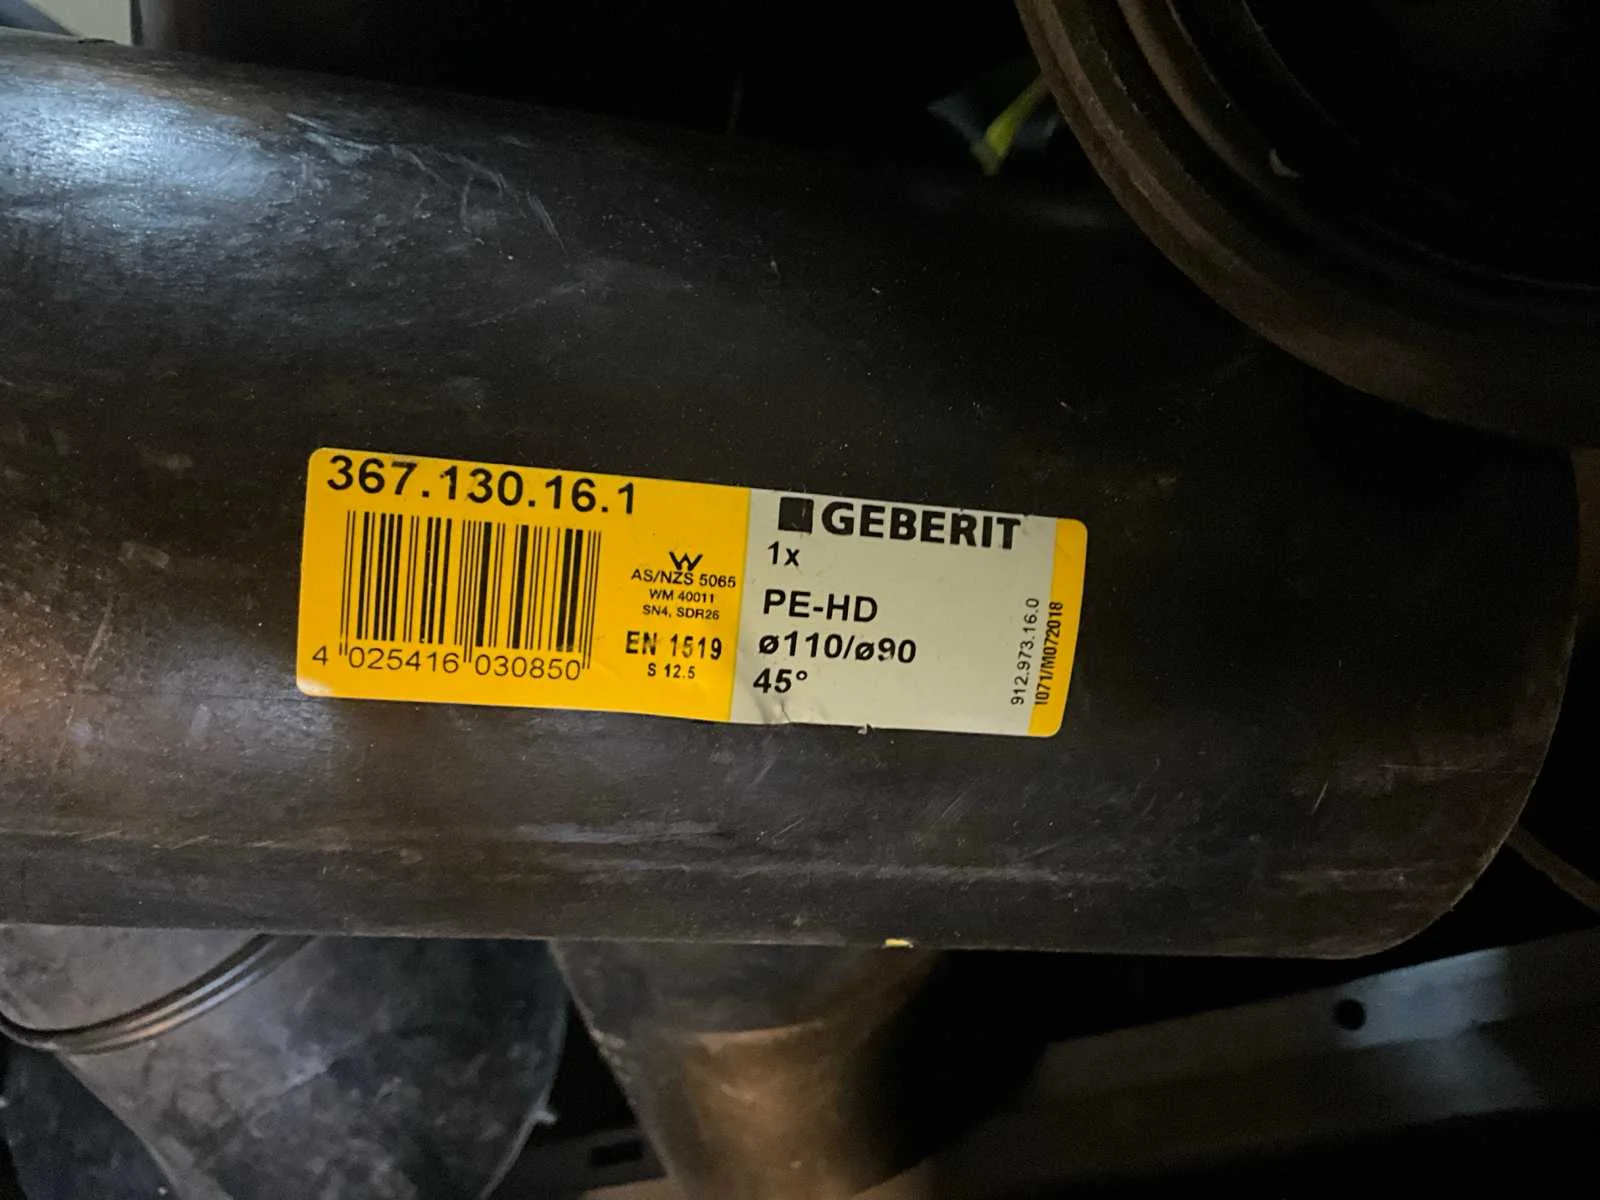 367.130.16.1
4 025416 030850
W
AS/NZS 5065
WM 40011
SN4, SDR26
EN 1519
S 12.5
GEBERIT
1x
PE-HD
ø110/ø90
45°
912.973.16.0
1071/M072018